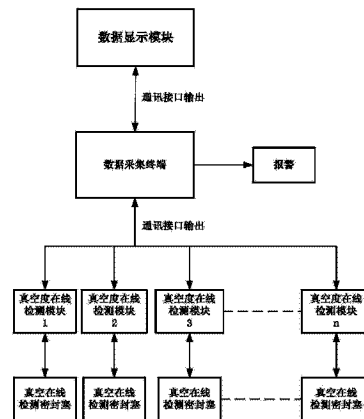 数据显示模块
通讯接口输出
数据采集终端
报警
通讯接口输出
真空度在线
检测模块
1
真空度在线
检测模块
2
真空度在线
检测模块
3
真空度在线
检测模块
n
真空在线
检测密封塞
真空在线
检测密封塞
真空在线
检测密封塞
真空在线
检测密封塞